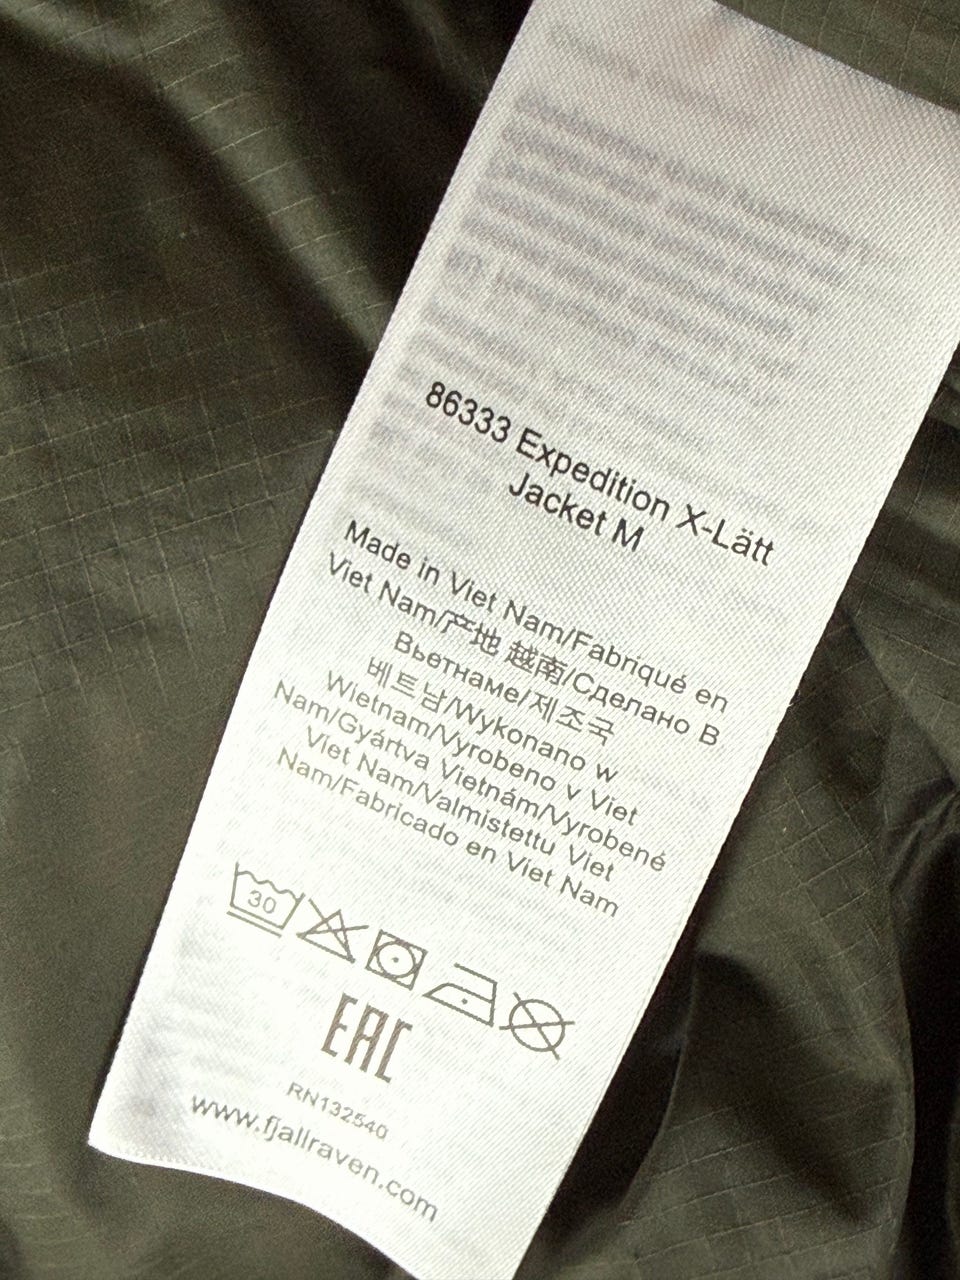 86333 Expedition X-Lätt
Jacket M
Made in Viet Nam/Fabriqué en
Viet Nam/产地 越南/Сделано В
Вьетнаме/제조국
베트남/Wykonano w
Wietnam/Vyrobeno v Viet
Nam/Gyártva Vietnám/Vyrobené
Viet Nam/Valmistettu Viet
Nam/Fabricado en Viet Nam
30
EAC
RN132540
www.fjallraven.com